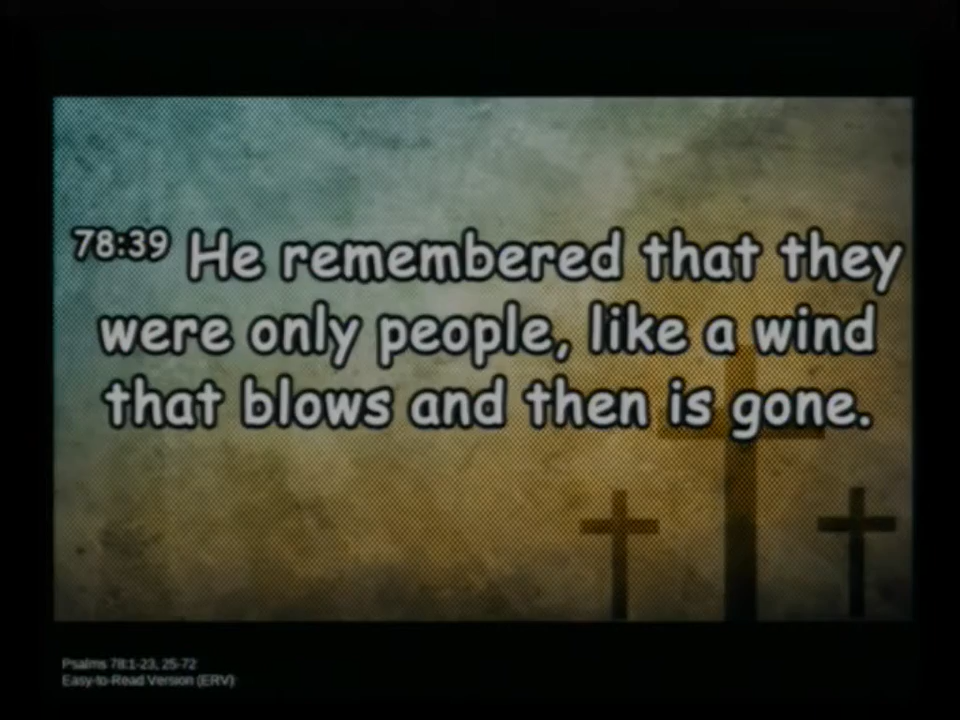 78:39 He remembered that they
were only people, like a wind
that blows and then is gone.
Psalms 78:1-23, 25-72
Easy-to-Read Version (ERV)